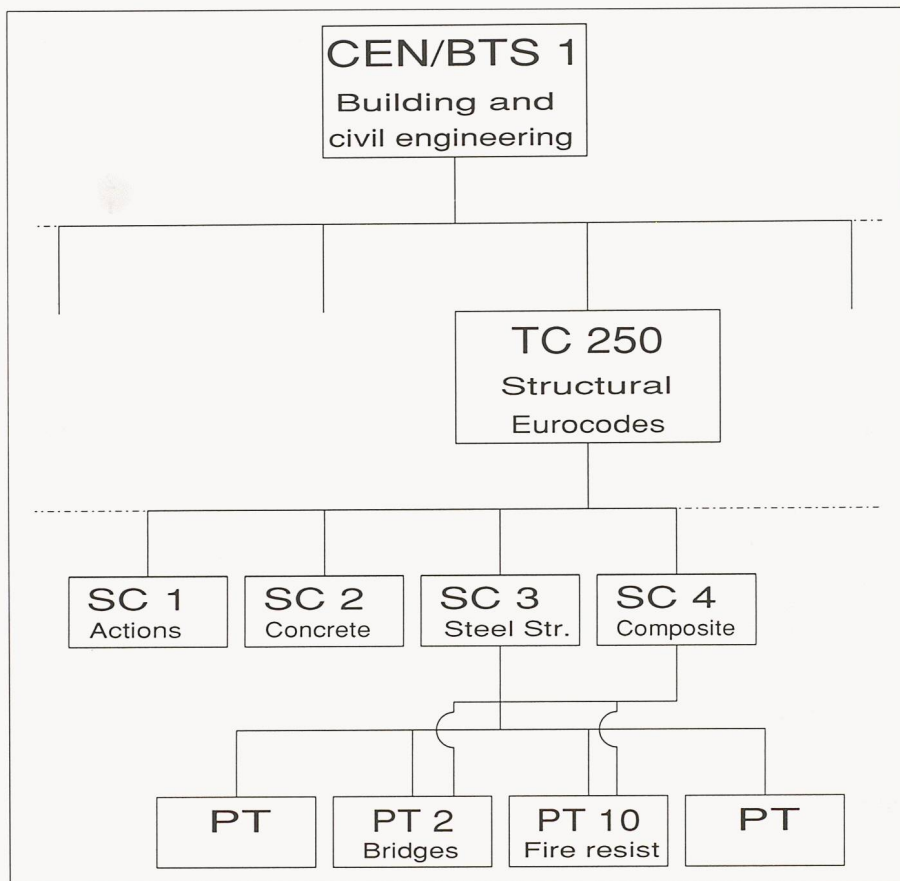 CEN/BTS 1
Building and
civil engineering
TC 250
Structural
Eurocodes
SC 1
Actions
SC 2
Concrete
SC 3
Steel Str.
SC 4
Composite
PT
PT 2
Bridges
PT 10
Fire resist
PT